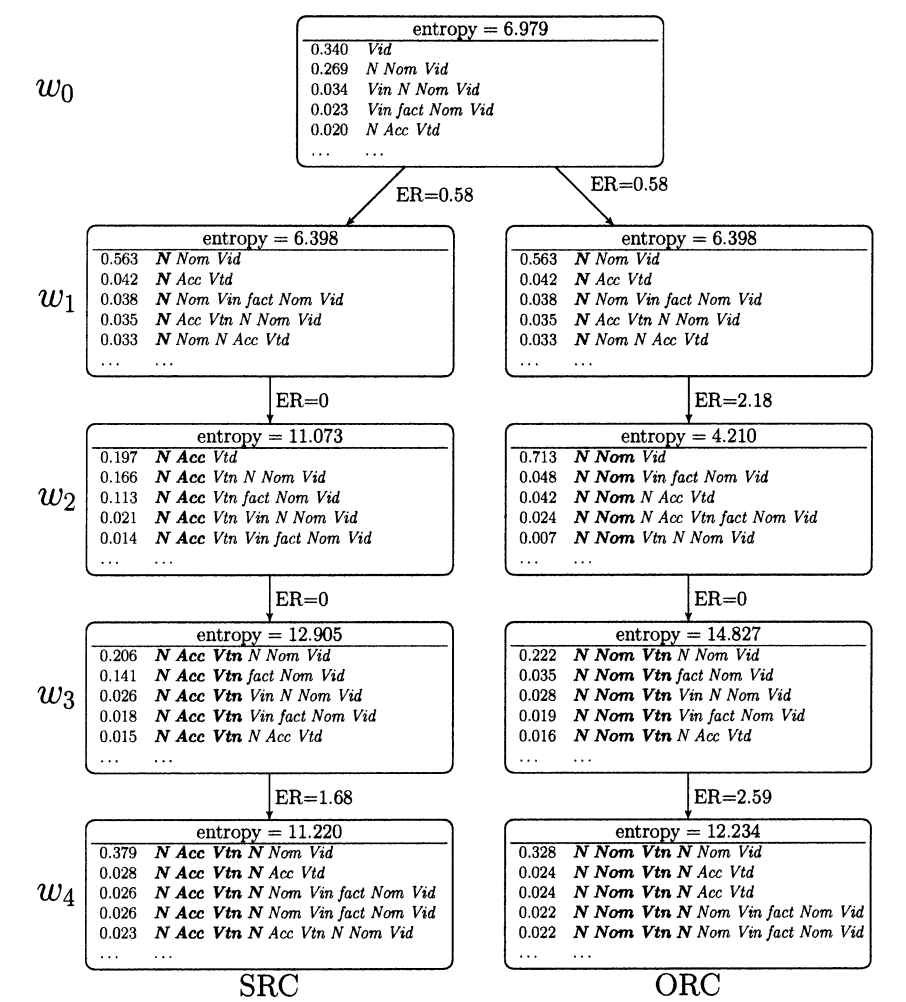 w0
entropy = 6.979
0.340 Vid
0.269 N Nom Vid
0.034 Vin N Nom Vid
0.023 Vin fact Nom Vid
0.020 N Acc Vtd
... ...
ER=0.58
ER=0.58
w1
entropy = 6.398
0.563 N Nom Vid
0.042 N Acc Vtd
0.038 N Nom Vin fact Nom Vid
0.035 N Acc Vtn N Nom Vid
0.033 N Nom N Acc Vtd
... ...
entropy = 6.398
0.563 N Nom Vid
0.042 N Acc Vtd
0.038 N Nom Vin fact Nom Vid
0.035 N Acc Vtn N Nom Vid
0.033 N Nom N Acc Vtd
... ...
ER=0
ER=2.18
w2
entropy = 11.073
0.197 N Acc Vtd
0.166 N Acc Vtn N Nom Vid
0.113 N Acc Vtn fact Nom Vid
0.021 N Acc Vtn Vin N Nom Vid
0.014 N Acc Vtn Vin fact Nom Vid
... ...
entropy = 4.210
0.713 N Nom Vid
0.048 N Nom Vin fact Nom Vid
0.042 N Nom N Acc Vtd
0.024 N Nom N Acc Vtn fact Nom Vid
0.007 N Nom Vtn N Nom Vid
... ...
ER=0
ER=0
w3
entropy = 12.905
0.206 N Acc Vtn N Nom Vid
0.141 N Acc Vtn fact Nom Vid
0.026 N Acc Vtn Vin N Nom Vid
0.018 N Acc Vtn Vin fact Nom Vid
0.015 N Acc Vtn N Acc Vtd
... ...
entropy = 14.827
0.222 N Nom Vtn N Nom Vid
0.035 N Nom Vtn fact Nom Vid
0.028 N Nom Vtn Vin N Nom Vid
0.019 N Nom Vtn Vin fact Nom Vid
0.016 N Nom Vtn N Acc Vtd
... ...
ER=1.68
ER=2.59
w4
entropy = 11.220
0.379 N Acc Vtn N Nom Vid
0.028 N Acc Vtn N Acc Vtd
0.026 N Acc Vtn N Nom Vin fact Nom Vid
0.026 N Acc Vtn N Nom Vin fact Nom Vid
0.023 N Acc Vtn N Acc Vtn N Nom Vid
... ...
entropy = 12.234
0.328 N Nom Vtn N Nom Vid
0.024 N Nom Vtn N Acc Vtd
0.024 N Nom Vtn N Acc Vtd
0.022 N Nom Vtn N Nom Vin fact Nom Vid
0.022 N Nom Vtn N Nom Vin fact Nom Vid
... ...
SRC
ORC